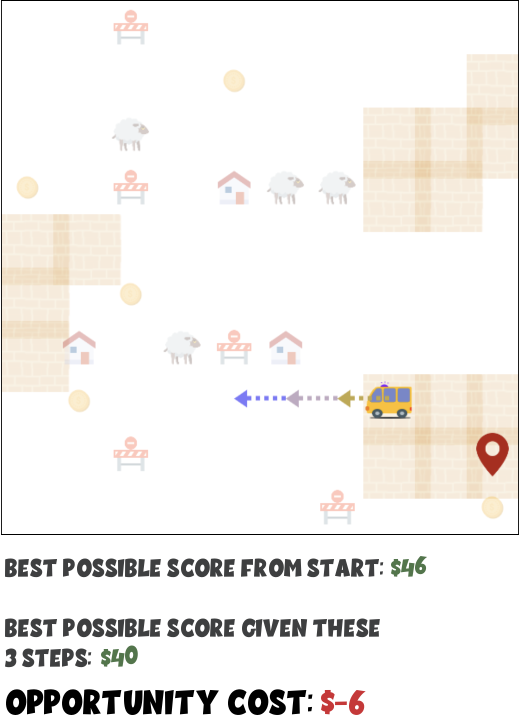 BEST POSSIBLE SCORE FROM START: $46
BEST POSSIBLE SCORE GIVEN THESE
3 STEPS: $40
OPPORTUNITY COST: $-6